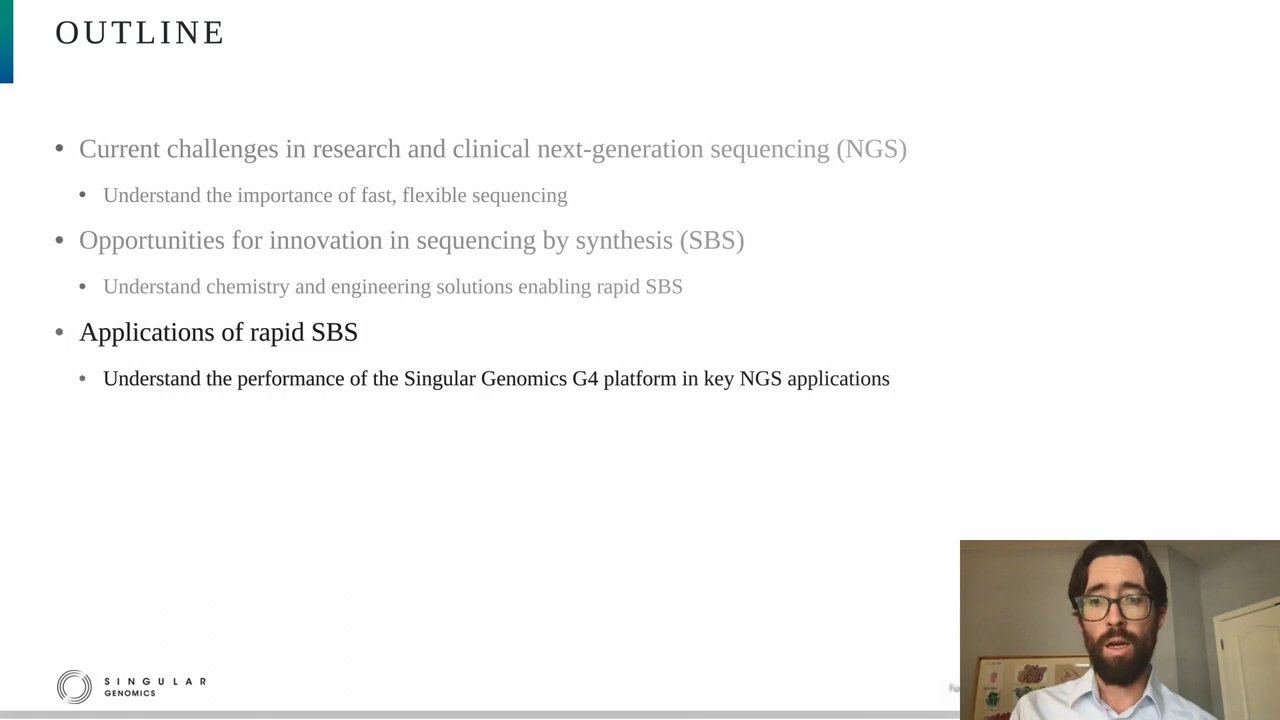 OUTLINE
• Current challenges in research and clinical next-generation sequencing (NGS)
• Understand the importance of fast, flexible sequencing
• Opportunities for innovation in sequencing by synthesis (SBS)
• Understand chemistry and engineering solutions enabling rapid SBS
• Applications of rapid SBS
• Understand the performance of the Singular Genomics G4 platform in key NGS applications
SINGULAR
GENOMICS